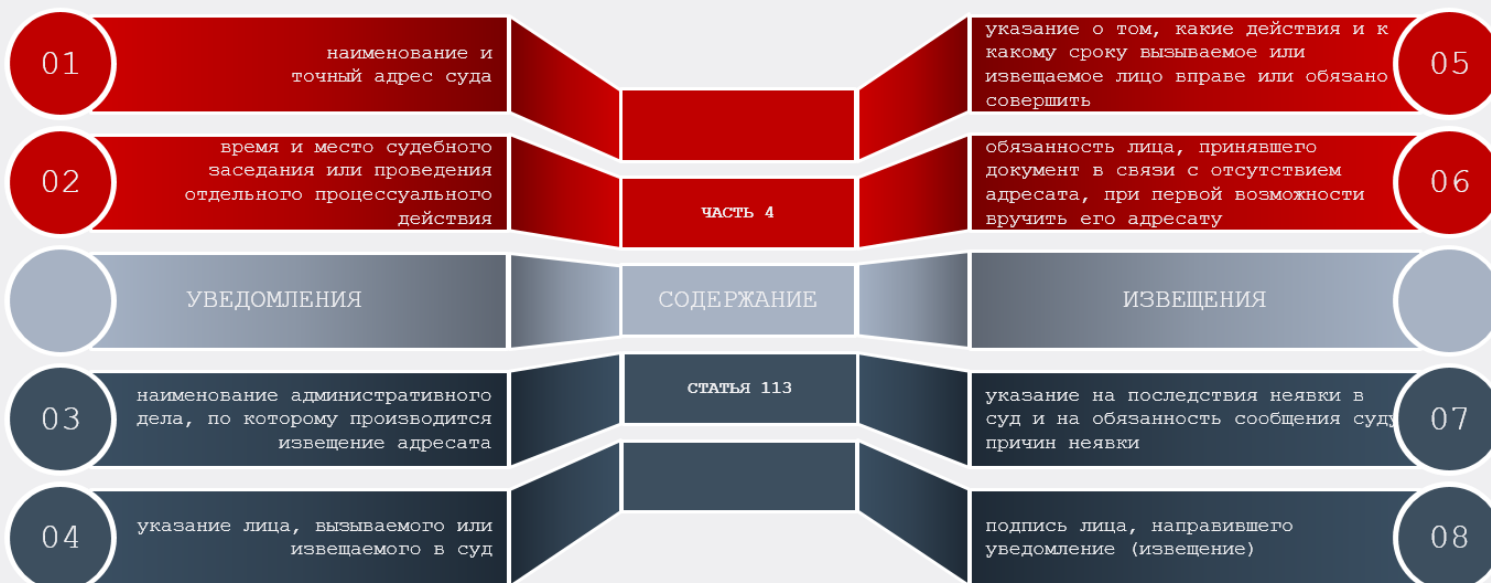 01
наименование и
точный адрес суда
02
время и место судебного
заседания или проведения
отдельного процессуального
действия
УВЕДОМЛЕНИЯ
03
наименование административного
дела, по которому производится
извещение адресата
04
указание лица, вызываемого или
извещаемого в суд
ЧАСТЬ 4
СОДЕРЖАНИЕ
СТАТЬЯ 113
указание о том, какие действия и к
какому сроку вызываемое или
извещаемое лицо вправе или обязано
совершить
05
обязанность лица, принявшего
документ в связи с отсутствием
адресата, при первой возможности
вручить его адресату
06
ИЗВЕЩЕНИЯ
указание на последствия неявки в
суд и на обязанность сообщения суду
причин неявки
07
подпись лица, направившего
уведомление (извещение)
08